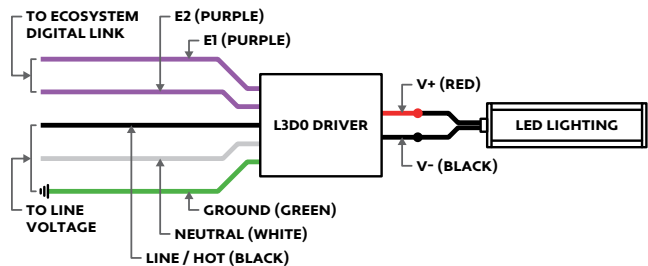 TO ECOSYSTEM
DIGITAL LINK
E2 (PURPLE)
E1 (PURPLE)
L3D0 DRIVER
V+ (RED)
LED LIGHTING
V- (BLACK)
TO LINE
VOLTAGE
GROUND (GREEN)
NEUTRAL (WHITE)
LINE / HOT (BLACK)